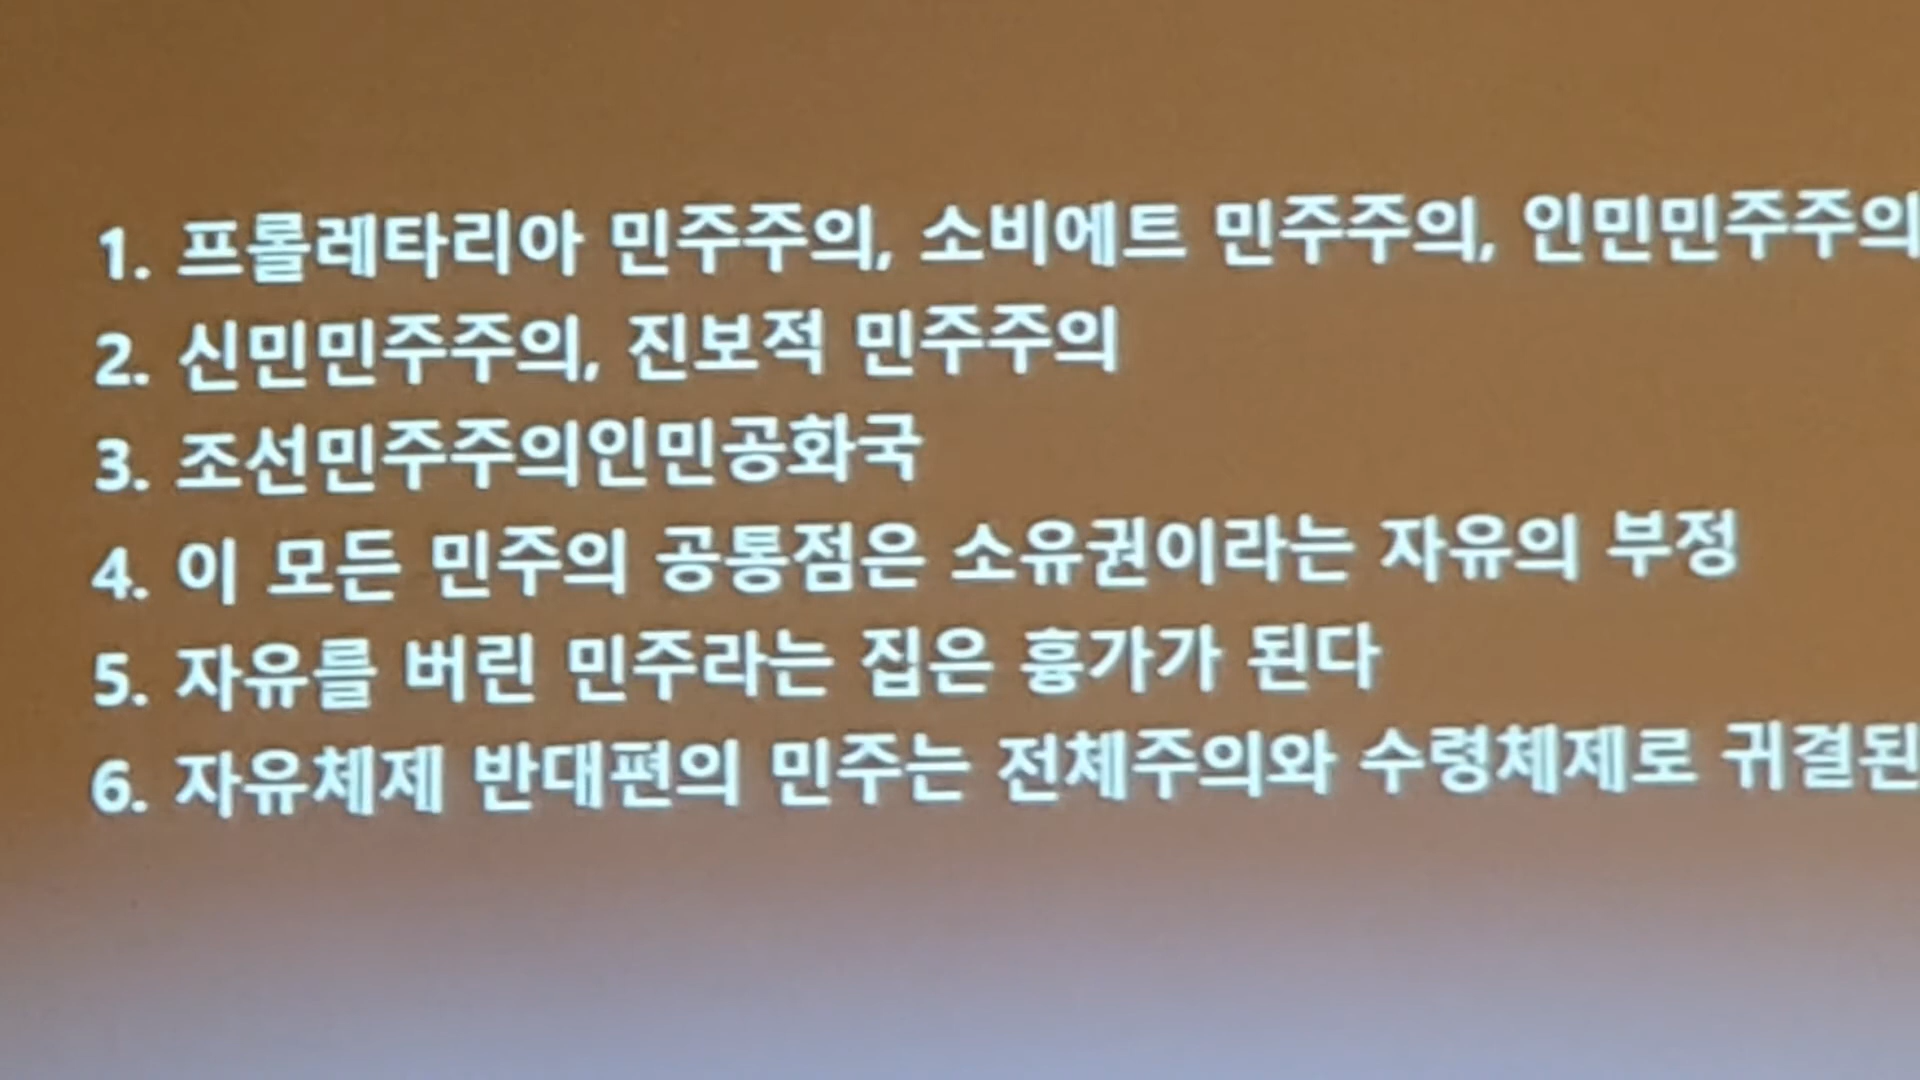 1. 프롤레타리아 민주주의, 소비에트 민주주의, 인민민주주의
2. 신민민주주의, 진보적 민주주의
3. 조선민주주의인민공화국
4. 이 모든 민주의 공통점은 소유권이라는 자유의 부정
5. 자유를 버린 민주라는 집은 흉가가 된다
6. 자유체제 반대편의 민주는 전체주의와 수령체제로 귀결된